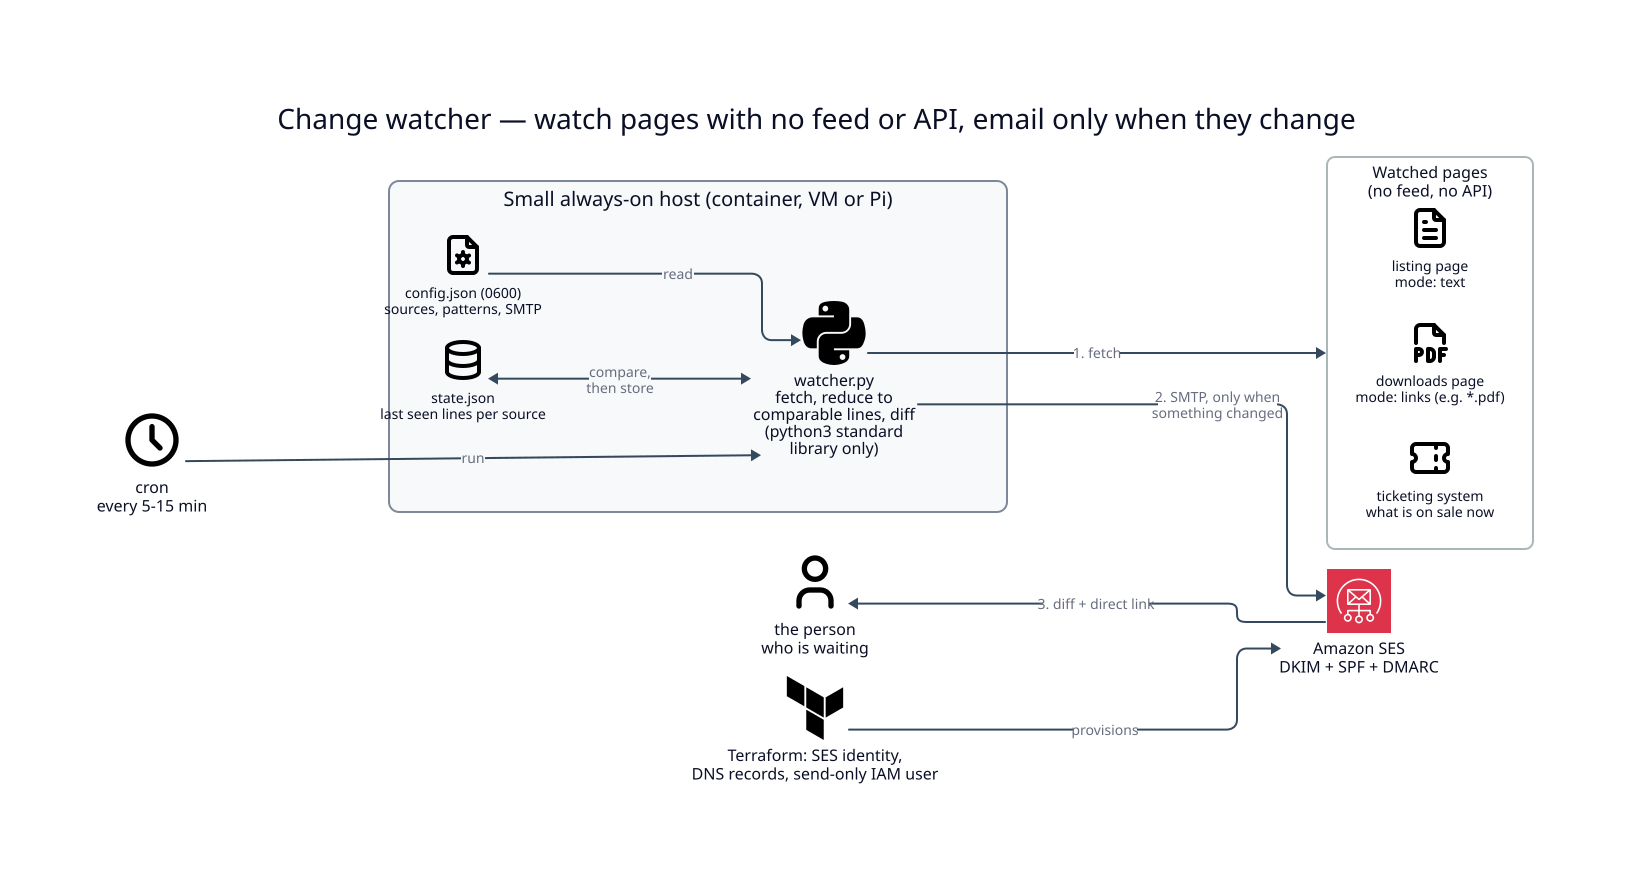 Change watcher — watch pages with no feed or API, email only when they change
Small always-on host (container, VM or Pi)
config.json (0600)
sources, patterns, SMTP
read
state.json
last seen lines per source
compare,
then store
watcher.py
fetch, reduce to
comparable lines, diff
(python3 standard
library only)
cron
every 5-15 min
run
1. fetch
2. SMTP, only when
something changed
Watched pages
(no feed, no API)
listing page
mode: text
PDF
downloads page
mode: links (e.g. *.pdf)
ticketing system
what is on sale now
the person
who is waiting
3. diff + direct link
Amazon SES
DKIM + SPF + DMARC
provisions
Terraform: SES identity,
DNS records, send-only IAM user